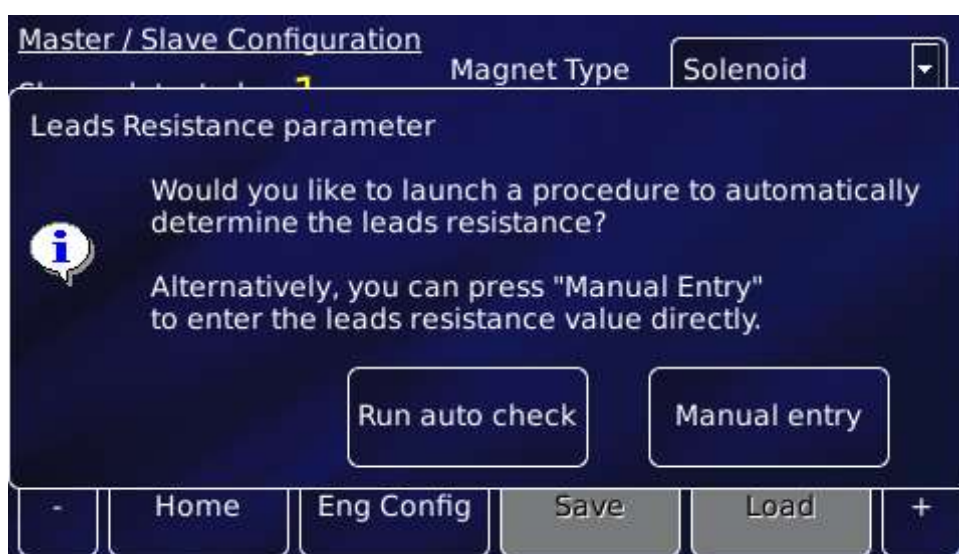 Master / Slave Configuration
Magnet Type
Solenoid
1
Leads Resistance parameter
Would you like to launch a procedure to automatically
determine the leads resistance?
Alternatively, you can press "Manual Entry"
to enter the leads resistance value directly.
Run auto check
Manual entry
-
Home
Eng Config
Save
Load
+